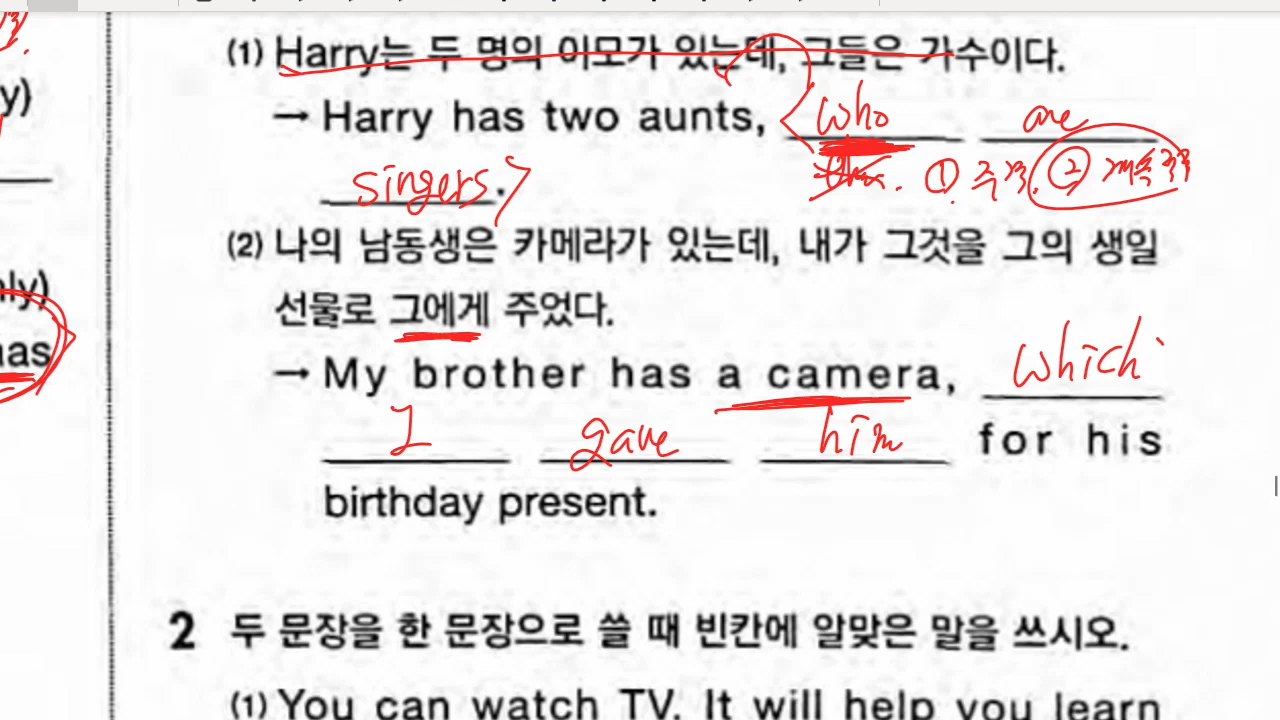 (1) Harry는 두 명의 이모가 있는데, 그들은 가수이다.
→ Harry has two aunts, who are
singers.
① 주격. ②
(2) 나의 남동생은 카메라가 있는데, 내가 그것을 그의 생일
선물로 그에게 주었다.
→ My brother has a camera, which
I gave him for his
birthday present.
2 두 문장을 한 문장으로 쓸 때 빈칸에 알맞은 말을 쓰시오.
(1) You can watch TV. It will help you learn
y)
nly)
has